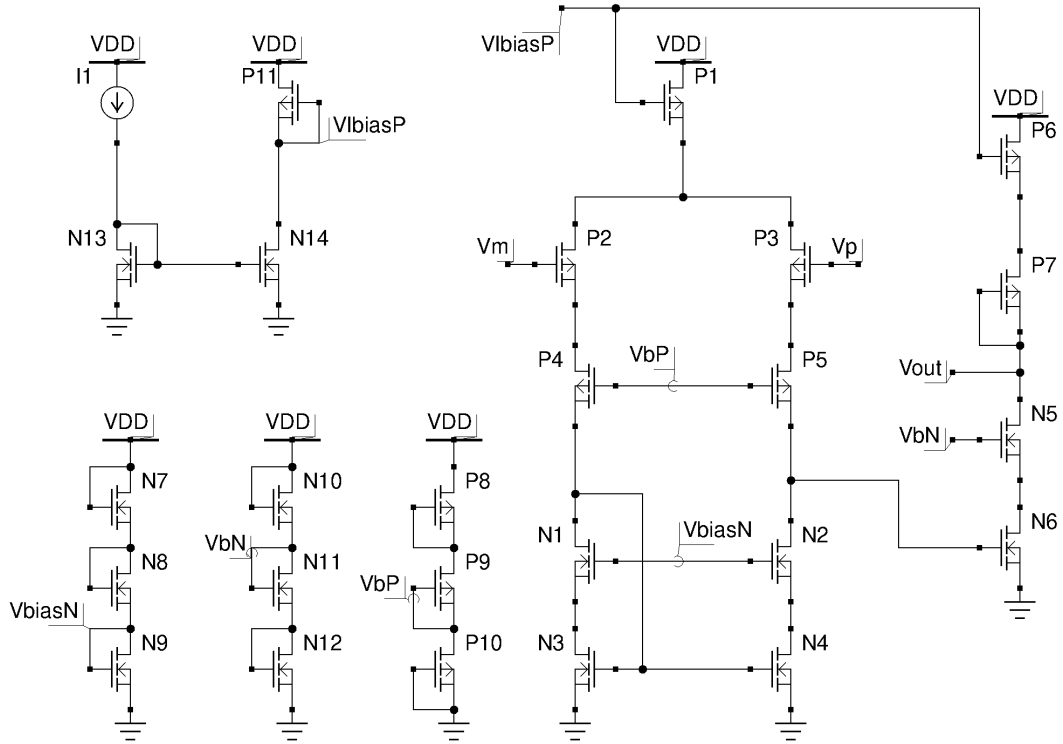 VIbiasP
VDD
VDD
VDD
I1
P11
P1
VDD
P6
VIbiasP
N13
N14
Vm
P2
P3
Vp
P7
P4
VbP
P5
Vout
VDD
VDD
VDD
VbN
N5
N7
N10
P8
N1
VbiasN
N2
N6
N8
VbN
N11
P9
VbP
VbiasN
N9
N12
P10
N3
N4